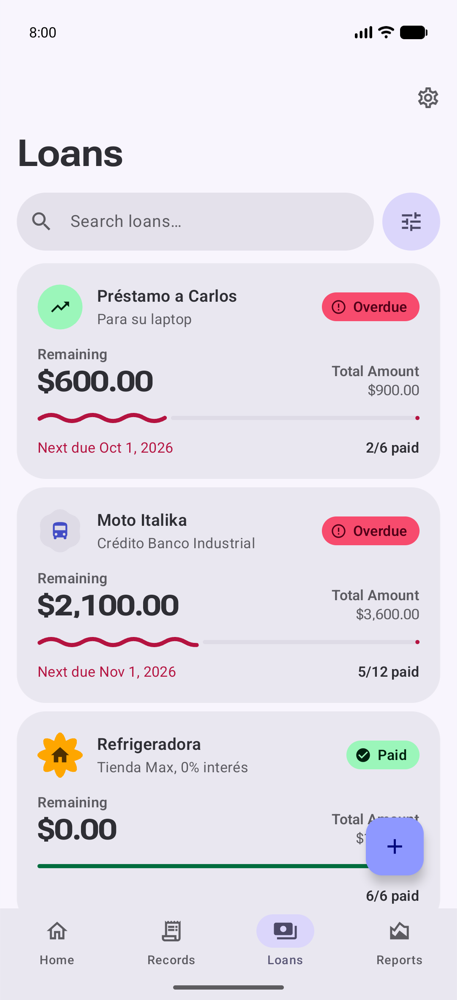 8:00
Loans
Search loans…
Préstamo a Carlos
Para su laptop
Overdue
Remaining
$600.00
Total Amount
$900.00
Next due Oct 1, 2026
2/6 paid
Moto Italika
Crédito Banco Industrial
Overdue
Remaining
$2,100.00
Total Amount
$3,600.00
Next due Nov 1, 2026
5/12 paid
Refrigeradora
Tienda Max, 0% interés
Paid
Remaining
$0.00
Total Amount
6/6 paid
Home
Records
Loans
Reports